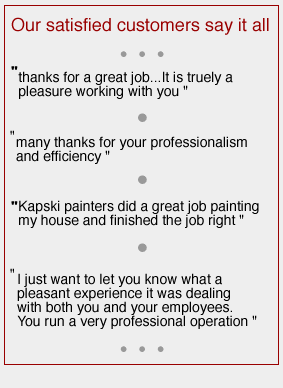 Our satisfied customers say it all
"thanks for a great job...It is truely a
pleasure working with you "
"many thanks for your professionalism
and efficiency "
"Kapski painters did a great job painting
my house and finished the job right "
" I just want to let you know what a
pleasant experience it was dealing
with both you and your employees.
You run a very professional operation "